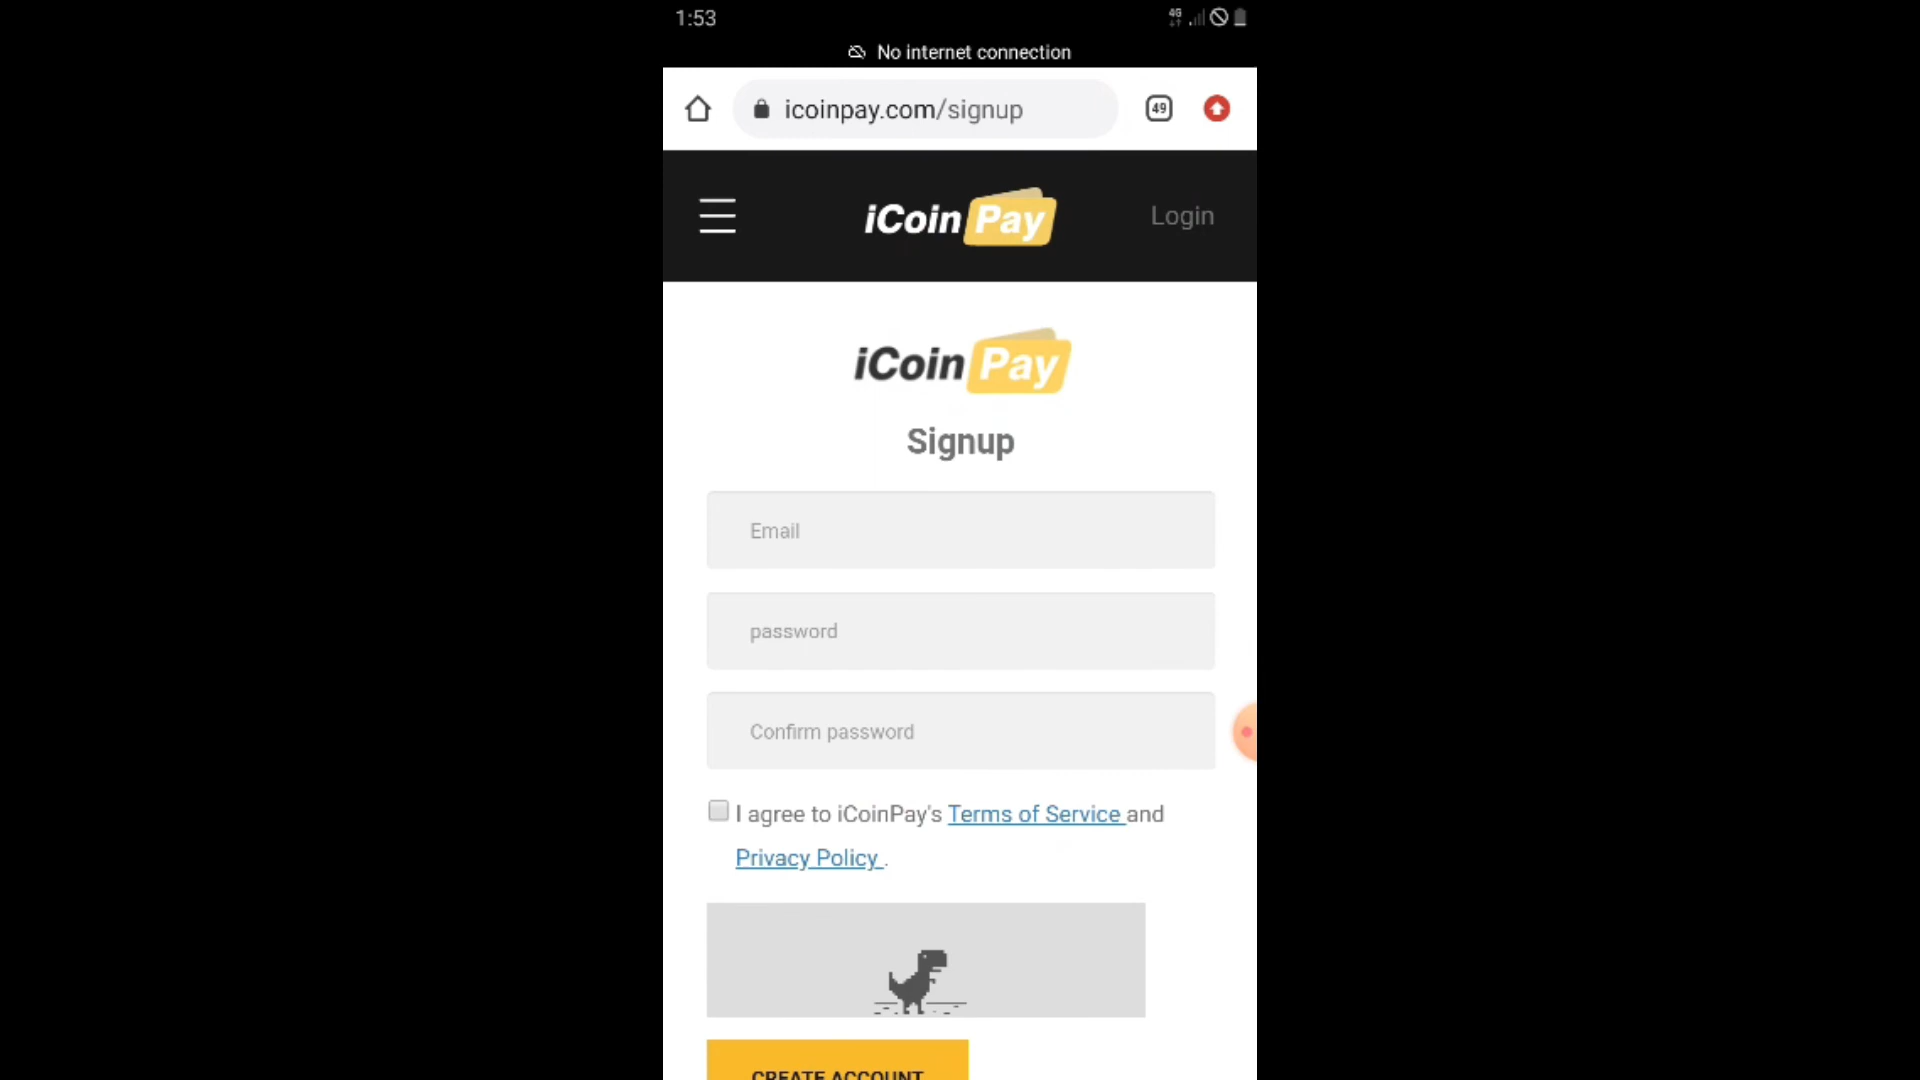 1:53
4G
No internet connection
icoinpay.com/signup
49
iCoin Pay
Login
iCoin Pay
Signup
Email
password
Confirm password
I agree to iCoinPay's Terms of Service and
Privacy Policy .
CREATE ACCOUNT